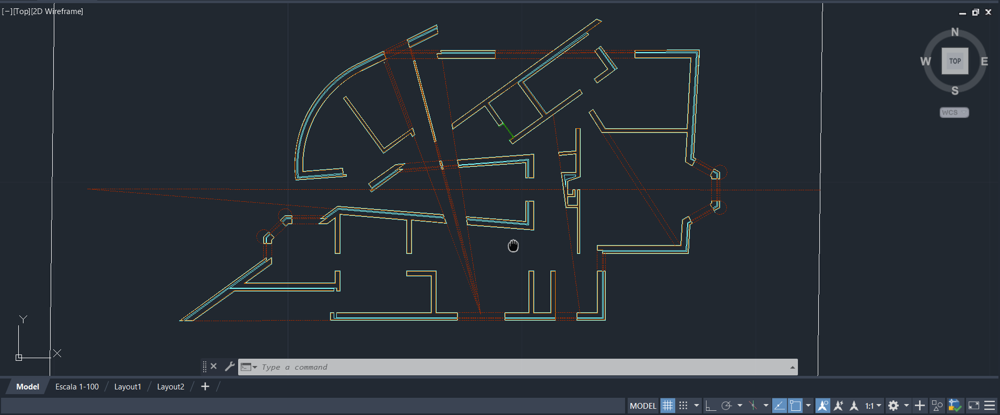 [−][Top][2D Wireframe]
N
W
TOP
E
S
WCS
Y
X
Type a command
Model
Escala 1-100
Layout1
Layout2
MODEL
1:1